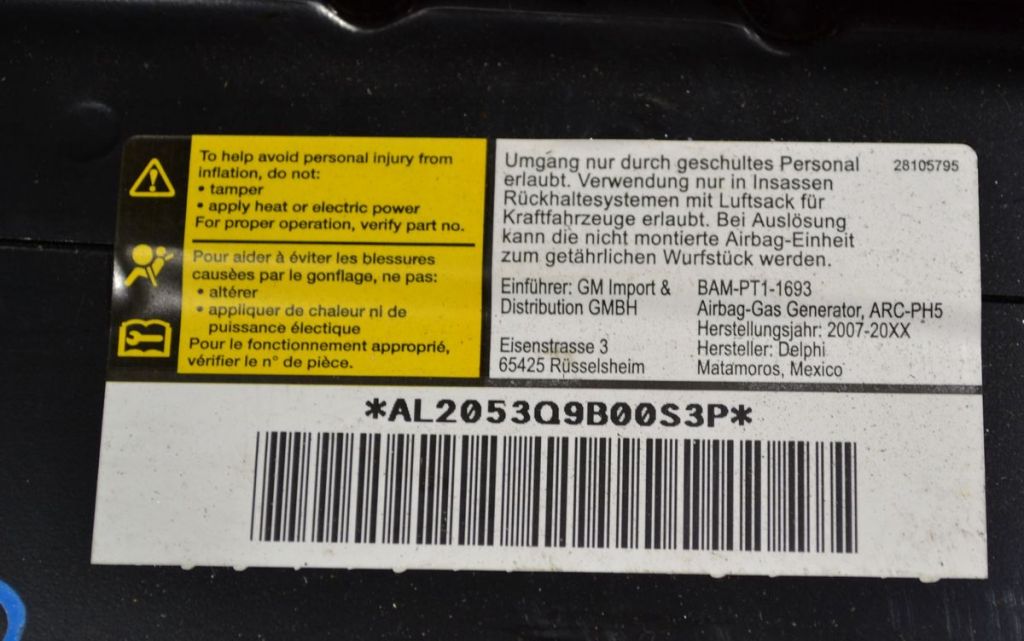 To help avoid personal injury from
inflation, do not:
• tamper
• apply heat or electric power
For proper operation, verify part no.
Pour aider à éviter les blessures
causèes par le gonflage, ne pas:
• altérer
• appliquer de chaleur ni de
puissance électique
Pour le fonctionnement approprié,
vérifier le n° de pièce.
Umgang nur durch geschultes Personal
erlaubt. Verwendung nur in Insassen
Rückhaltesystemen mit Luftsack für
Kraftfahrzeuge erlaubt. Bei Auslösung
kann die nicht montierte Airbag-Einheit
zum getährlichen Wurfstück werden.
28105795
Einführer: GM Import &
Distribution GMBH
Eisenstrasse 3
65425 Rüsselsheim
BAM-PT1-1693
Airbag-Gas Generator, ARC-PH5
Herstellungsjahr: 2007-20XX
Hersteller: Delphi
Matamoros, Mexico
*AL2053Q9B00S3P*